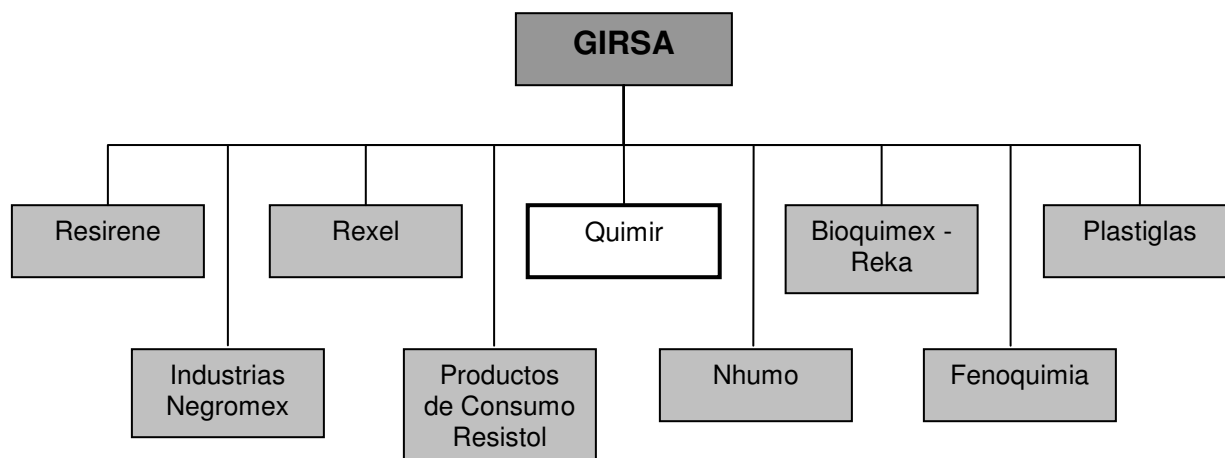 GIRSA
Resirene
Rexel
Quimir
Bioquimex -
Reka
Plastiglas
Industrias
Negromex
Productos
de Consumo
Resistol
Nhumo
Fenoquimia